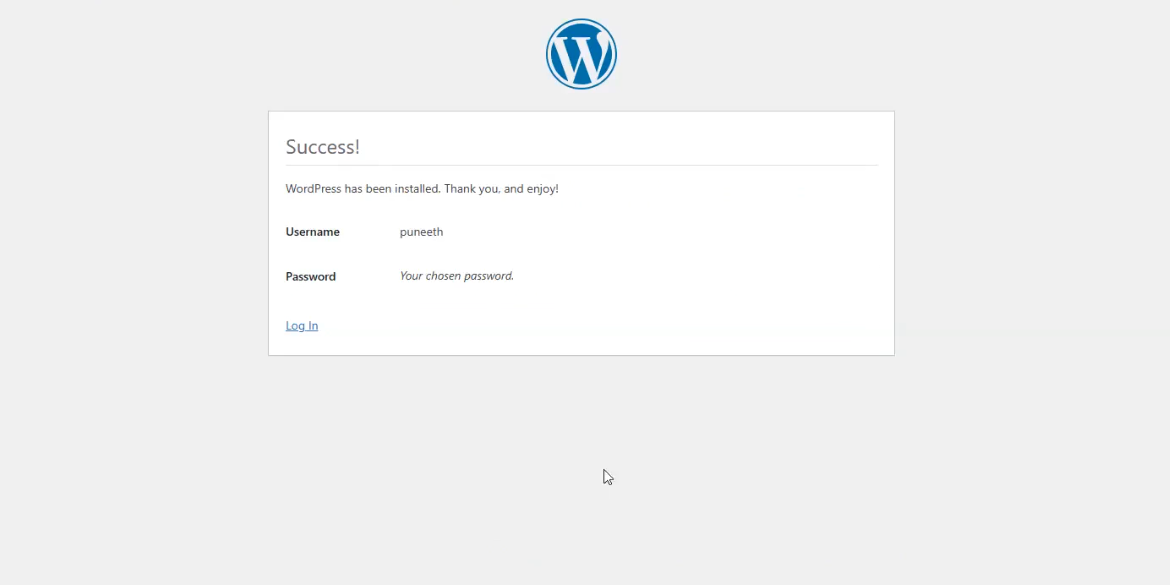 W
Success!
WordPress has been installed. Thank you, and enjoy!
Username puneeth
Password Your chosen password.
Log In